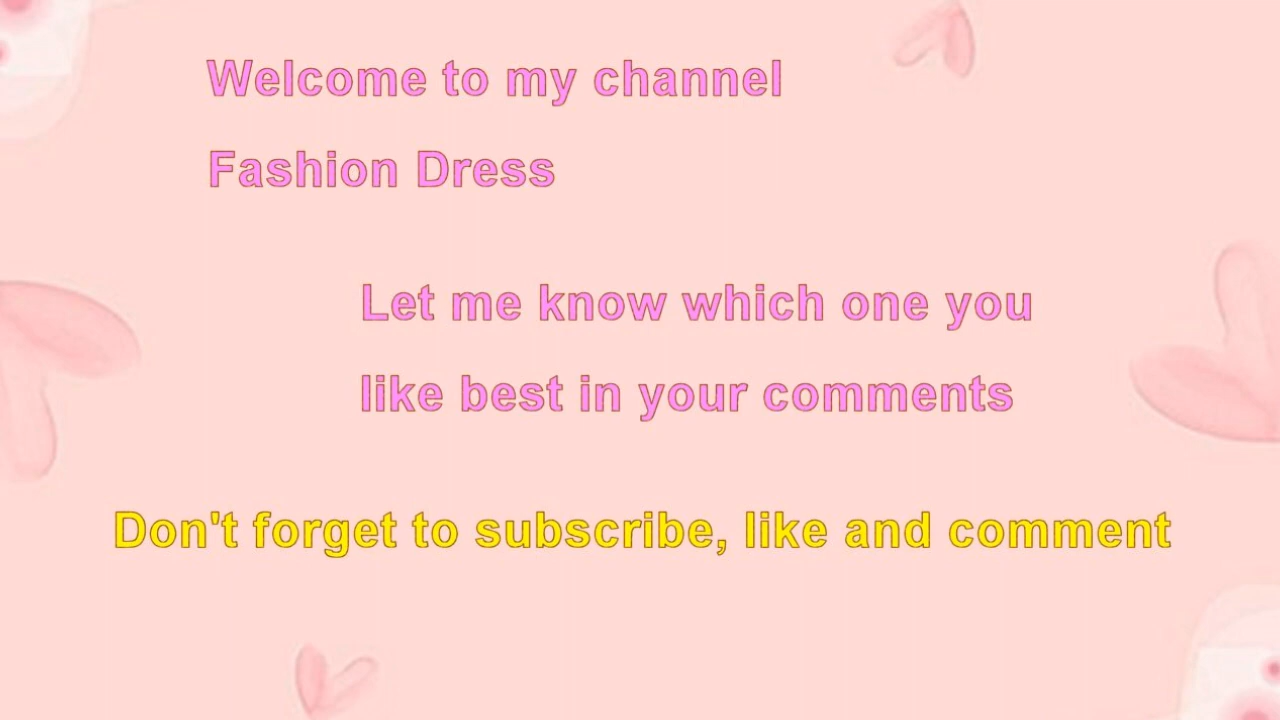 Welcome to my channel
Fashion Dress
Let me know which one you
like best in your comments
Don't forget to subscribe, like and comment